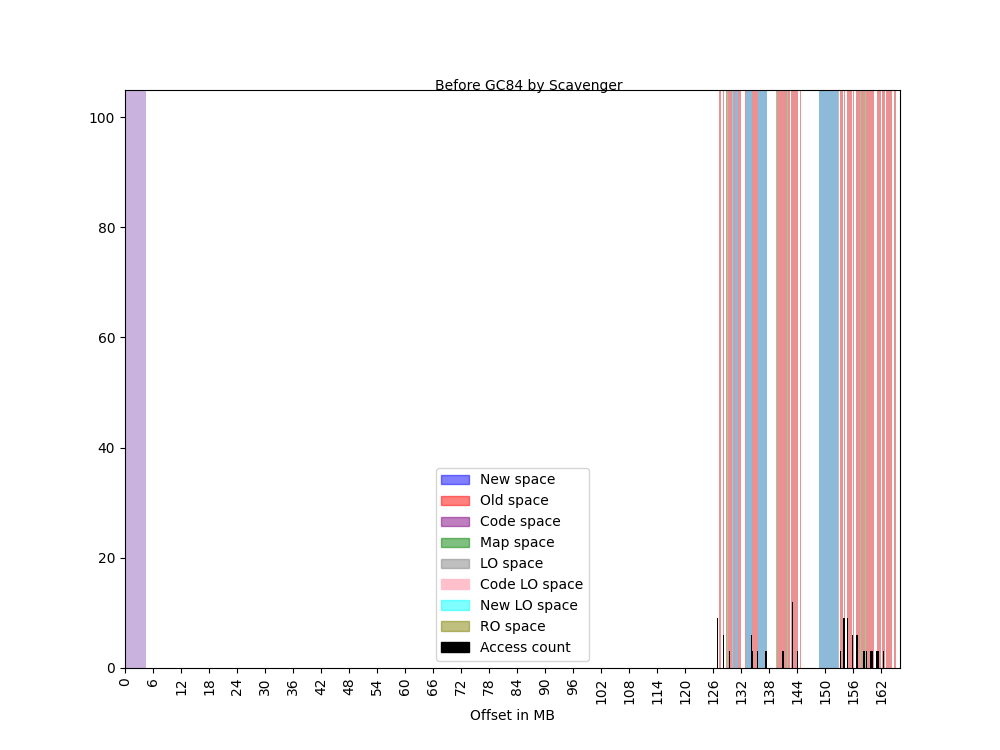 Before GC84 by Scavenger
100
80
60
40
20
0
New space
Old space
Code space
Map space
LO space
Code LO space
New LO space
RO space
Access count
0 6 12 18 24 30 36 42 48 54 60 66 72 78 84 90 96 102 108 114 120 126 132 138 144 150 156 162
Offset in MB